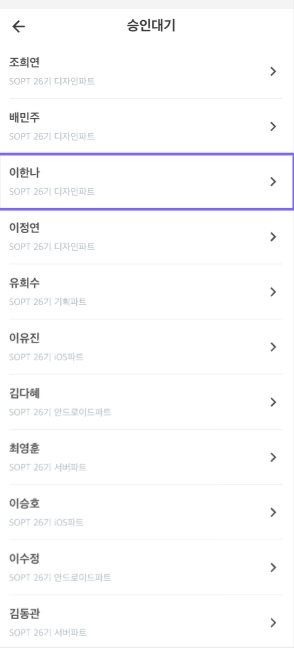 승인대기
조희연
SOPT 26기 디자인파트
배민주
SOPT 26기 디자인파트
이한나
SOPT 26기 디자인파트
이정연
SOPT 26기 디자인파트
유희수
SOPT 26기 기획파트
이유진
SOPT 26기 iOS파트
김다혜
SOPT 26기 안드로이드파트
최영훈
SOPT 26기 서버파트
이승호
SOPT 26기 iOS파트
이수정
SOPT 26기 안드로이드파트
김동관
SOPT 26기 서버파트